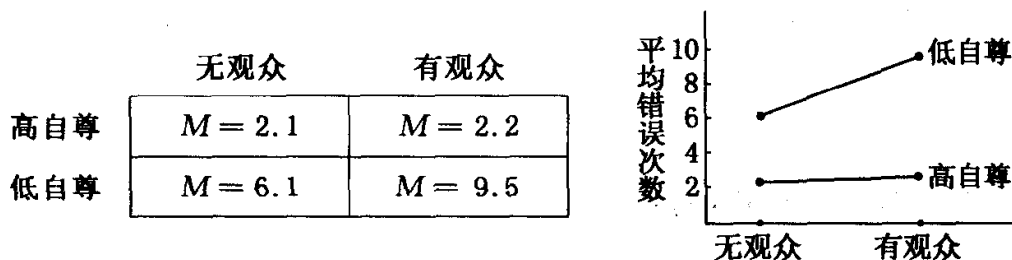 无观众 有观众
高自尊 M = 2.1 M = 2.2
低自尊 M = 6.1 M = 9.5
平均错误次数
10
8
6
4
2
低自尊
高自尊
无观众 有观众